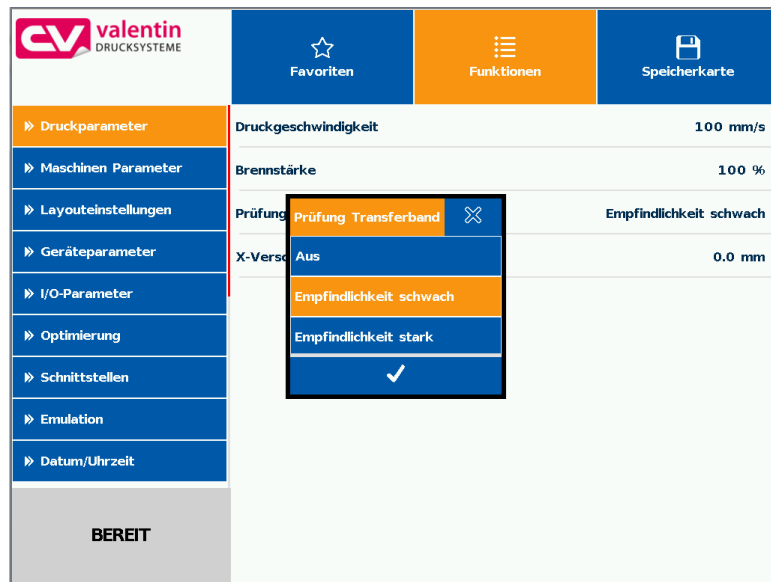 valentin
DRUCKSYSTEME
Favoriten
Funktionen
Speicherkarte
Druckparameter
Maschinen Parameter
Layouteinstellungen
Geräteparameter
I/O-Parameter
Optimierung
Schnittstellen
Emulation
Datum/Uhrzeit
BEREIT
Druckgeschwindigkeit 100 mm/s
Brennstärke 100 %
Prüfung Empfindlichkeit schwach
X-Versc 0.0 mm
Prüfung Transferband
Aus
Empfindlichkeit schwach
Empfindlichkeit stark